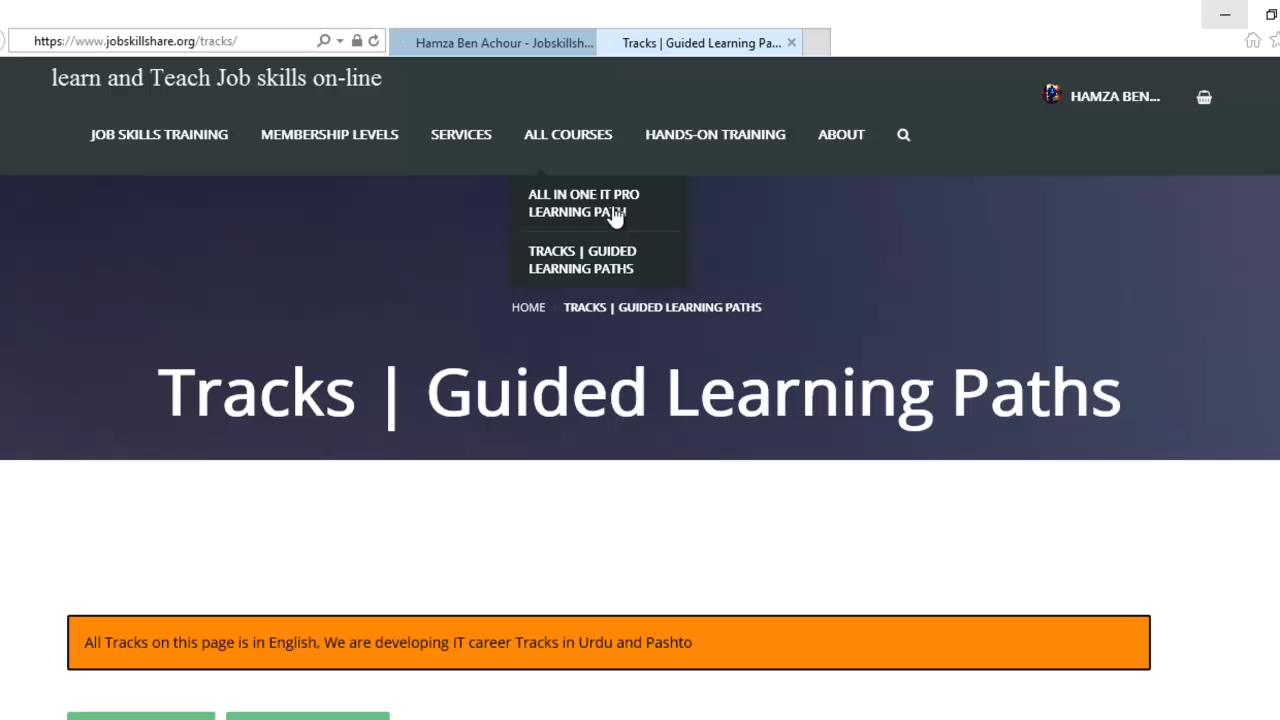 https://www.jobskillshare.org/tracks/
Hamza Ben Achour - Jobskillsh...
Tracks | Guided Learning Pa...
learn and Teach Job skills on-line
HAMZA BEN...
JOB SKILLS TRAINING
MEMBERSHIP LEVELS
SERVICES
ALL COURSES
HANDS-ON TRAINING
ABOUT
ALL IN ONE IT PRO
LEARNING PATH
TRACKS | GUIDED
LEARNING PATHS
HOME
TRACKS | GUIDED LEARNING PATHS
Tracks | Guided Learning Paths
All Tracks on this page is in English, We are developing IT career Tracks in Urdu and Pashto